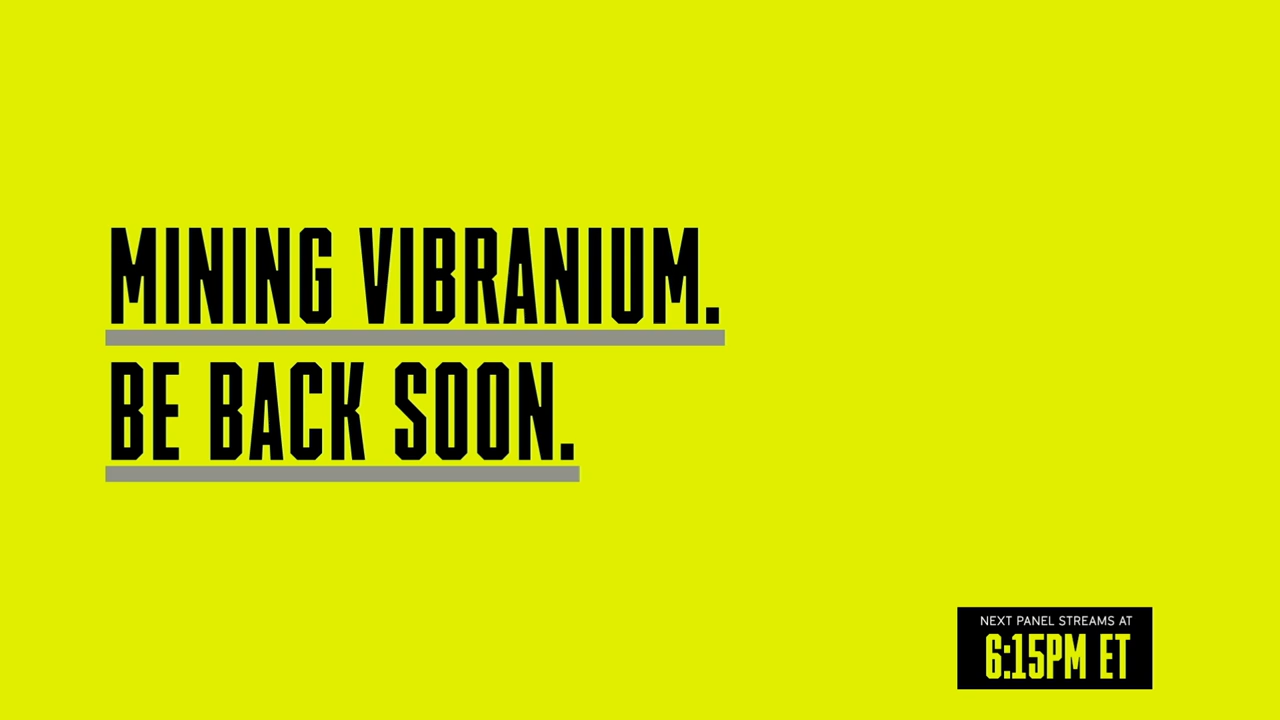 MINING VIBRANIUM.
BE BACK SOON.
NEXT PANEL STREAMS AT
6:15PM ET